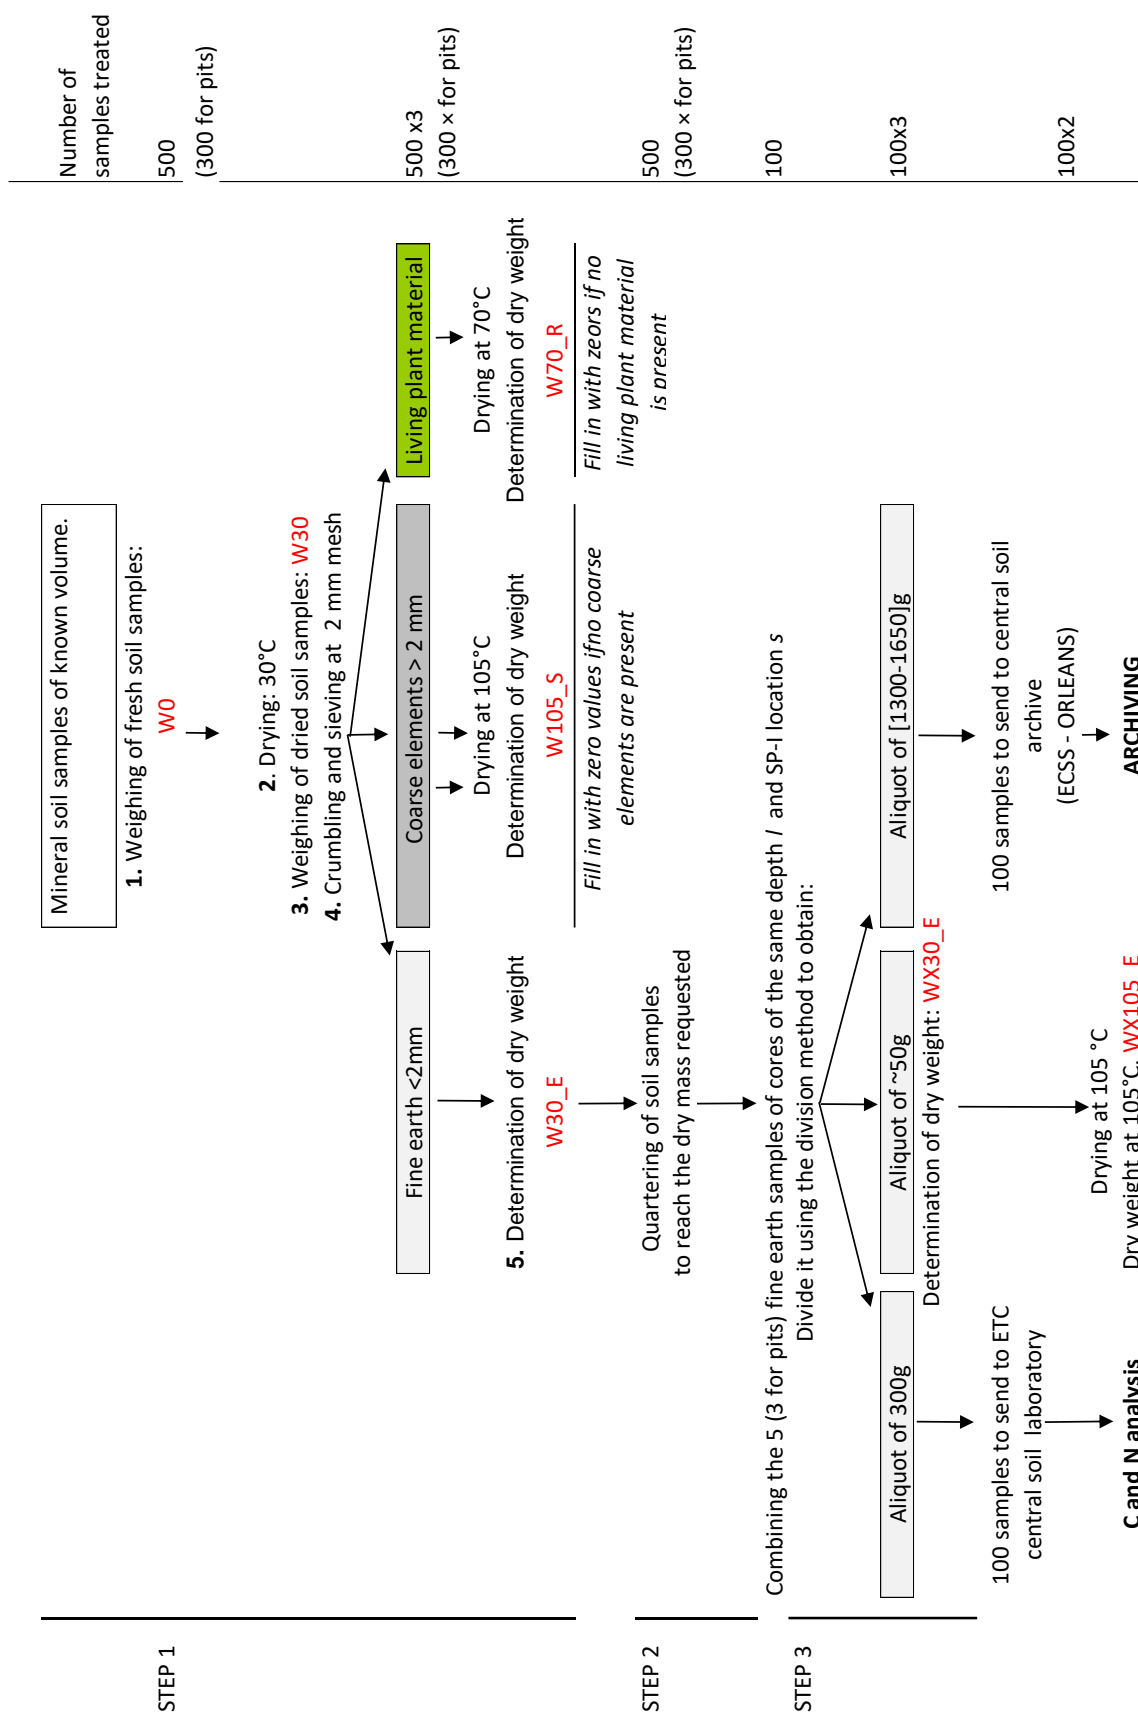 Number of
samples treated
STEP 1
Mineral soil samples of known volume.
500
(300 for pits)
1. Weighing of fresh soil samples:
W0
2. Drying: 30°C
3. Weighing of dried soil samples: W30
4. Crumbling and sieving at 2 mm mesh
Fine earth <2mm
Coarse elements > 2 mm
Living plant material
500 x3
(300 × for pits)
5. Determination of dry weight
W30_E
Drying at 105°C
Determination of dry weight
W105_S
Fill in with zero values ifno coarse
elements are present
Drying at 70°C
Determination of dry weight
W70_R
Fill in with zeors if no
living plant material
is present
STEP 2
Quartering of soil samples
to reach the dry mass requested
500
(300 × for pits)
STEP 3
Combining the 5 (3 for pits) fine earth samples of cores of the same depth l and SP-I location s
Divide it using the division method to obtain:
100
Aliquot of 300g
Aliquot of ~50g
Aliquot of [1300-1650]g
100x3
Determination of dry weight: WX30_E
100 samples to send to ETC
central soil laboratory
C and N analysis
Drying at 105 °C
Dry weight at 105°C. WX105_E
100 samples to send to central soil
archive
(ECSS - ORLEANS)
ARCHIVING
100x2